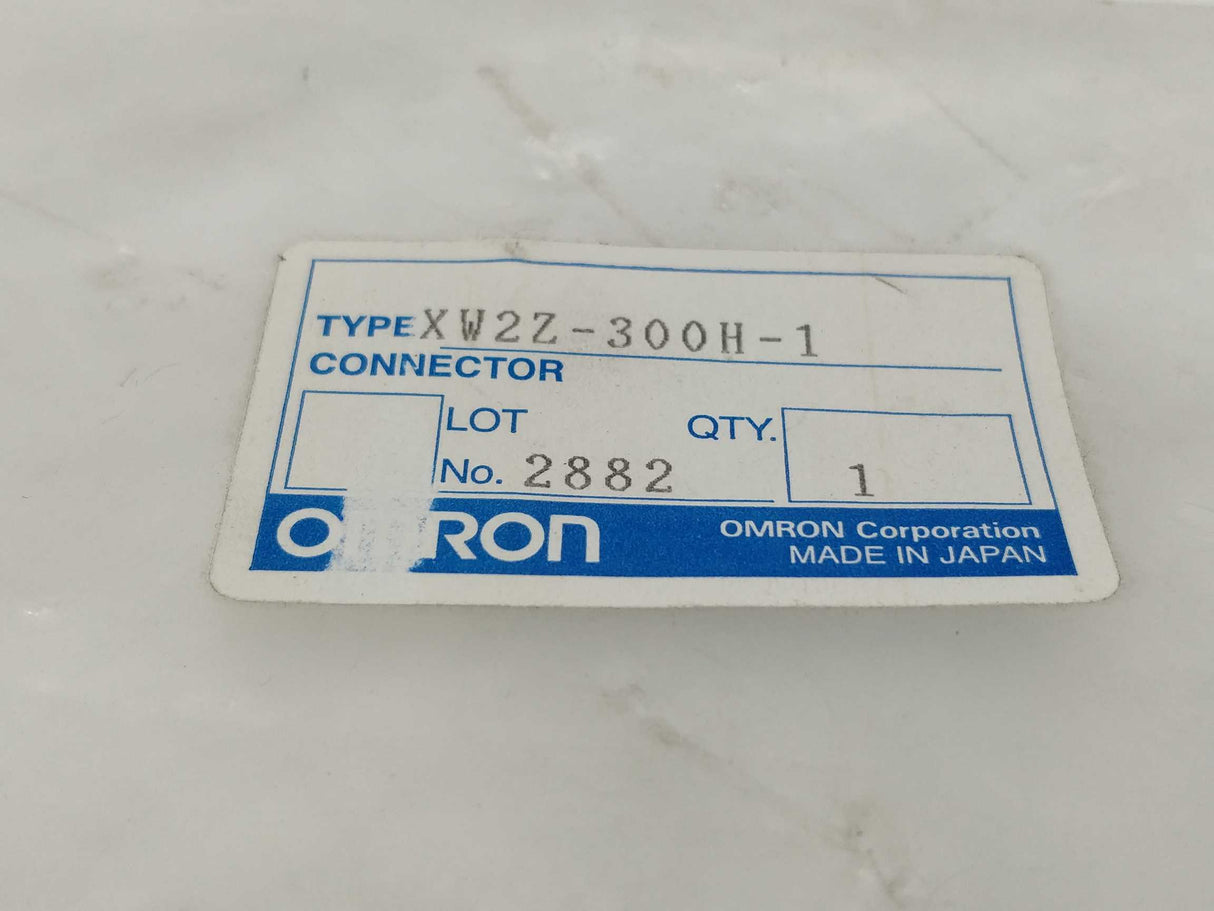 TYPE XW2Z-300H-1
CONNECTOR
LOT
No. 2882
QTY. 1
OMRON
OMRON Corporation
MADE IN JAPAN